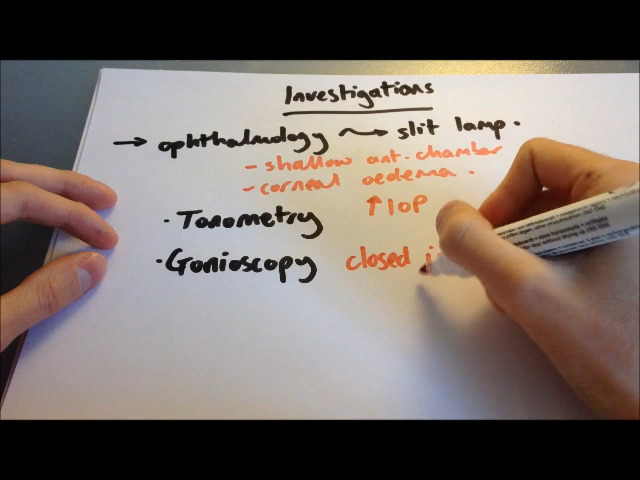 Investigations
→ ophthalmology ⟿ slit lamp.
- shallow ant. chamber
- corneal oedema.
· Tonometry ↑ IOP
· Gonioscopy closed i